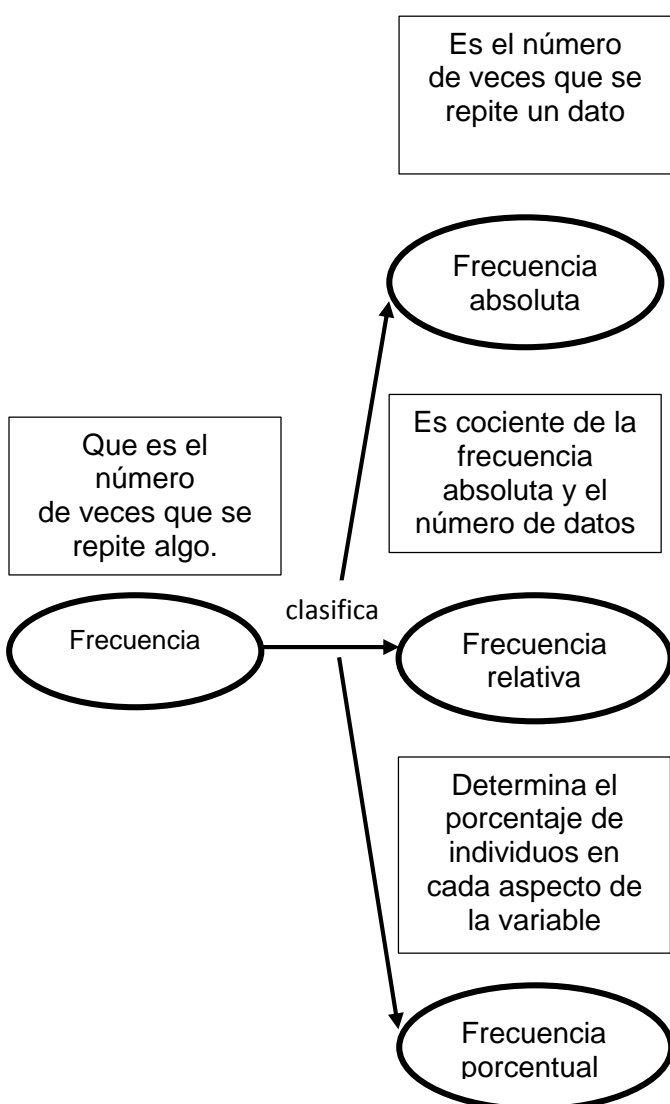 Es el número
de veces que se
repite un dato
Frecuencia
absoluta
Que es el
número
de veces que se
repite algo.
Es cociente de la
frecuencia
absoluta y el
número de datos
clasifica
Frecuencia
Frecuencia
relativa
Determina el
porcentaje de
individuos en
cada aspecto de
la variable
Frecuencia
porcentual